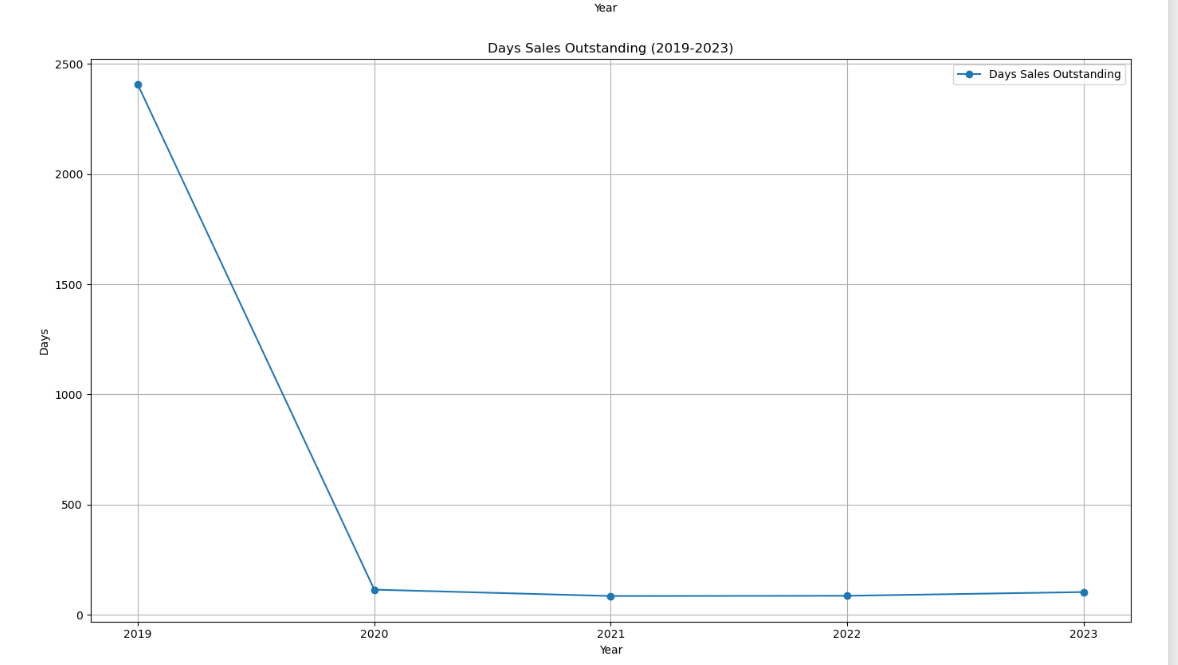 Year
Days Sales Outstanding (2019-2023)
Days Sales Outstanding
2500
2000
1500
1000
500
0
Days
2019 2020 2021 2022 2023
Year